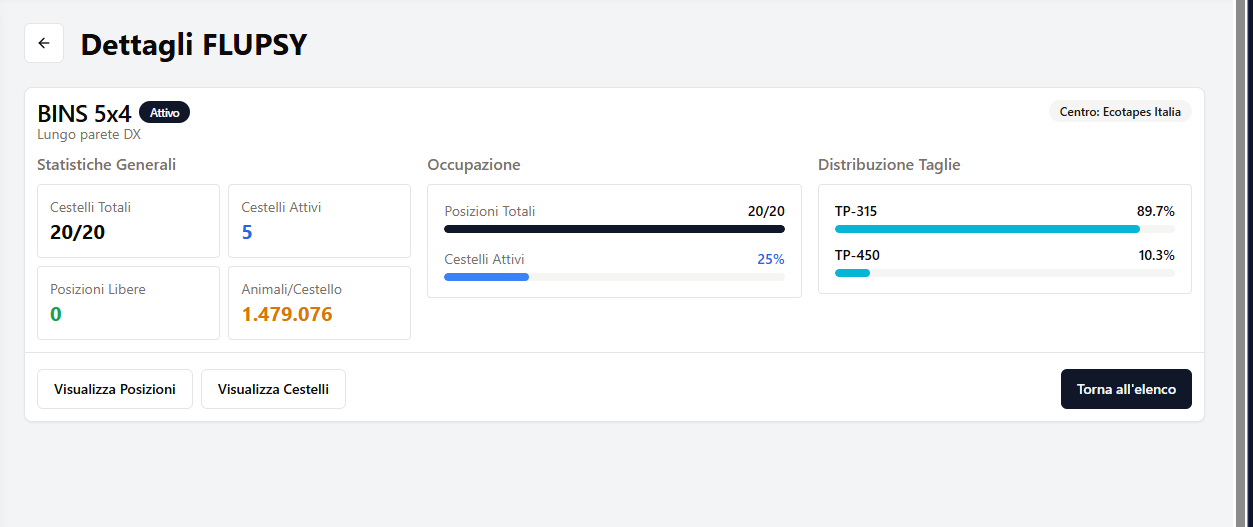 Dettagli FLUPSY
BINS 5x4 Attivo
Centro: Ecotapes Italia
Lungo parete DX
Statistiche Generali
Cestelli Totali
20/20
Cestelli Attivi
5
Posizioni Libere
0
Animali/Cestello
1.479.076
Occupazione
Posizioni Totali 20/20
Cestelli Attivi 25%
Distribuzione Taglie
TP-315 89.7%
TP-450 10.3%
Visualizza Posizioni
Visualizza Cestelli
Torna all'elenco